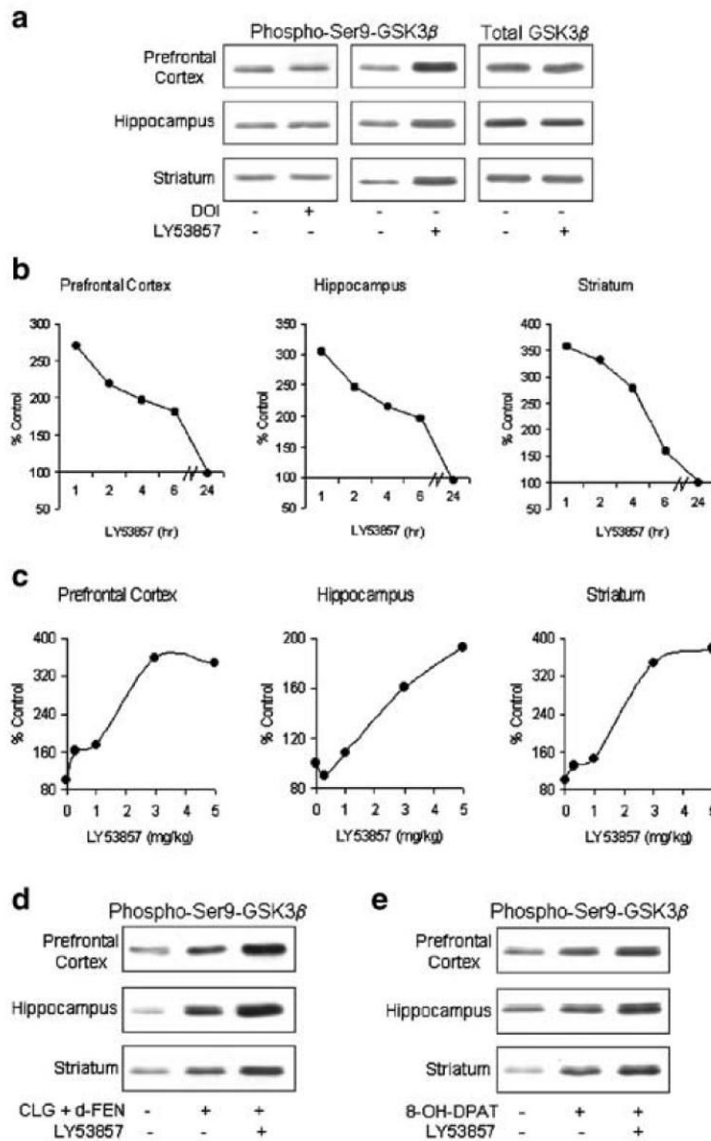 a
Phospho-Ser9-GSK3β Total GSK3β
Prefrontal
Cortex
Hippocampus
Striatum
DOI - + - - - -
LY53857 - - - + - +
b
Prefrontal Cortex
% Control
300
250
200
150
100
50
1 2 4 6 24
LY53857 (hr)
Hippocampus
% Control
350
300
250
200
150
100
50
1 2 4 6 24
LY53857 (hr)
Striatum
% Control
400
350
300
250
200
150
100
50
1 2 4 6 24
LY53857 (hr)
c
Prefrontal Cortex
% Control
400
320
240
160
80
0 1 2 3 4 5
LY53857 (mg/kg)
Hippocampus
% Control
200
160
120
80
0 1 2 3 4 5
LY53857 (mg/kg)
Striatum
% Control
400
320
240
160
80
0 1 2 3 4 5
LY53857 (mg/kg)
d
Phospho-Ser9-GSK3β
Prefrontal
Cortex
Hippocampus
Striatum
CLG + d-FEN - + +
LY53857 - - +
e
Phospho-Ser9-GSK3β
Prefrontal
Cortex
Hippocampus
Striatum
8-OH-DPAT - + +
LY53857 - - +